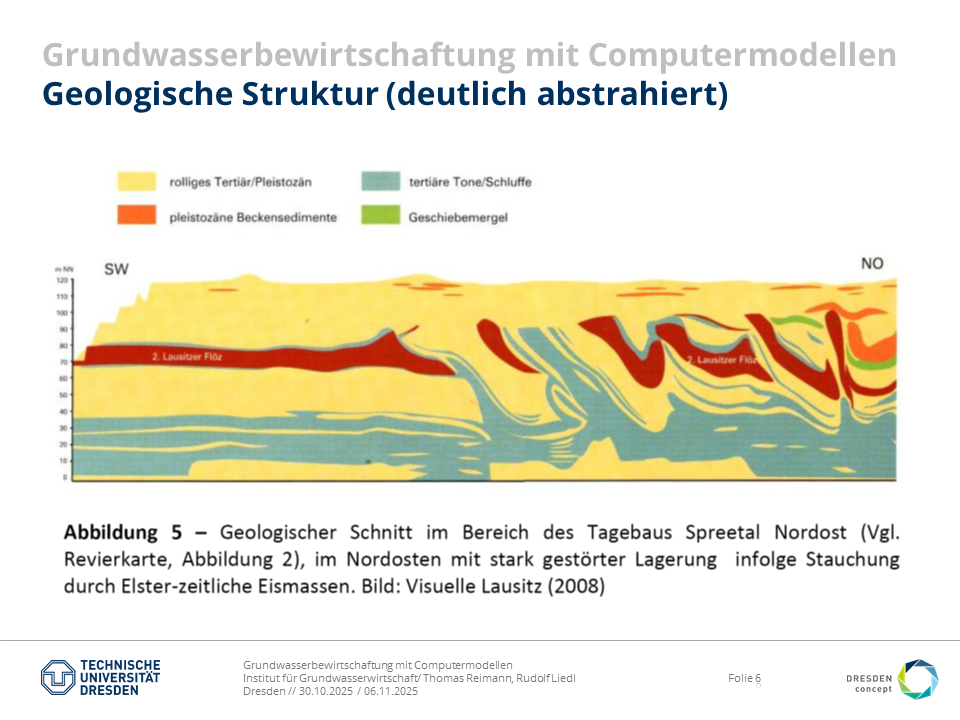 Grundwasserbewirtschaftung mit Computermodellen
Geologische Struktur (deutlich abstrahiert)
rolliges Tertiär/Pleistozän
tertiäre Tone/Schluffe
pleistozäne Beckensedimente
Geschiebemergel
m NN
SW
NO
120
110
100
90
80
70
60
50
40
30
20
10
0
2. Lausitzer Flöz
2. Lausitzer Flöz
Abbildung 5 – Geologischer Schnitt im Bereich des Tagebaus Spreetal Nordost (Vgl.
Revierkarte, Abbildung 2), im Nordosten mit stark gestörter Lagerung infolge Stauchung
durch Elster-zeitliche Eismassen. Bild: Visuelle Lausitz (2008)
TECHNISCHE
UNIVERSITÄT
DRESDEN
Grundwasserbewirtschaftung mit Computermodellen
Institut für Grundwasserwirtschaft/ Thomas Reimann, Rudolf Liedl
Dresden // 30.10.2025 / 06.11.2025
Folie 6
DRESDEN
concept